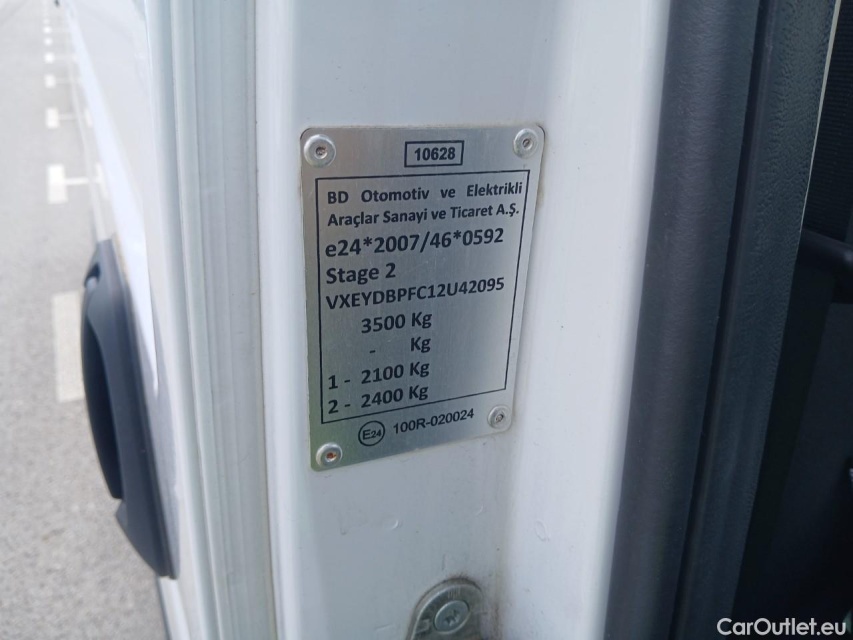 10628
BD Otomotiv ve Elektrikli
Araçlar Sanayi ve Ticaret A.Ş.
e24*2007/46*0592
Stage 2
VXEYDBPFC12U42095
3500 Kg
- Kg
1 - 2100 Kg
2 - 2400 Kg
E24 100R-020024
CarOutlet.eu